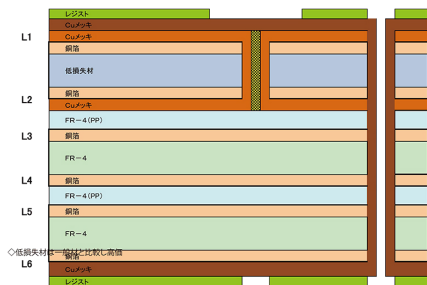 レジスト
Cuメッキ
L1 Cuメッキ
銅箔
低損失材
銅箔
L2
Cuメッキ
FR-4(PP)
L3 銅箔
FR-4
L4 銅箔
FR-4(PP)
L5 銅箔
FR-4
◇低損失材は一般材と比較し高価
銅箔
L6
Cuメッキ
レジスト